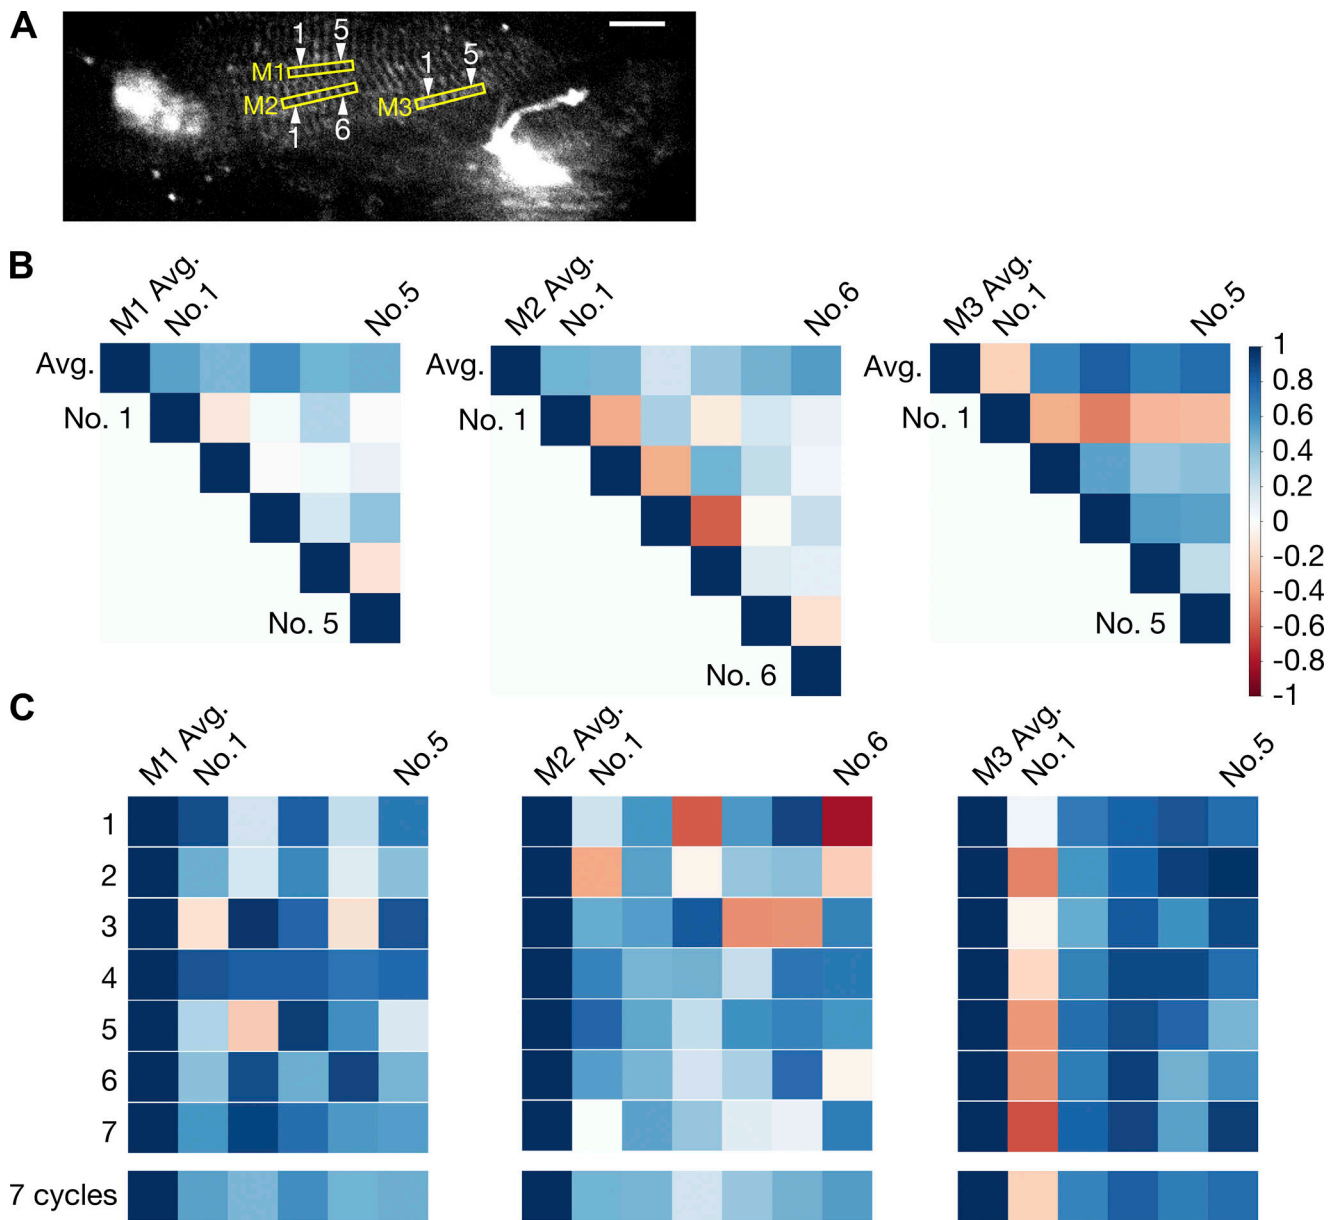 A
1 5
M1
1 5
M2
M3
1 6
B
M1 Avg. No.1 No.5
M2 Avg. No.1 No.6
M3 Avg. No.1 No.5
Avg. Avg. Avg.
No. 1 No. 1 No. 1
No. 5 No. 6 No. 5
1
0.8
0.6
0.4
0.2
0
-0.2
-0.4
-0.6
-0.8
-1
C
M1 Avg. No.1 No.5
M2 Avg. No.1 No.6
M3 Avg. No.1 No.5
1
2
3
4
5
6
7
7 cycles